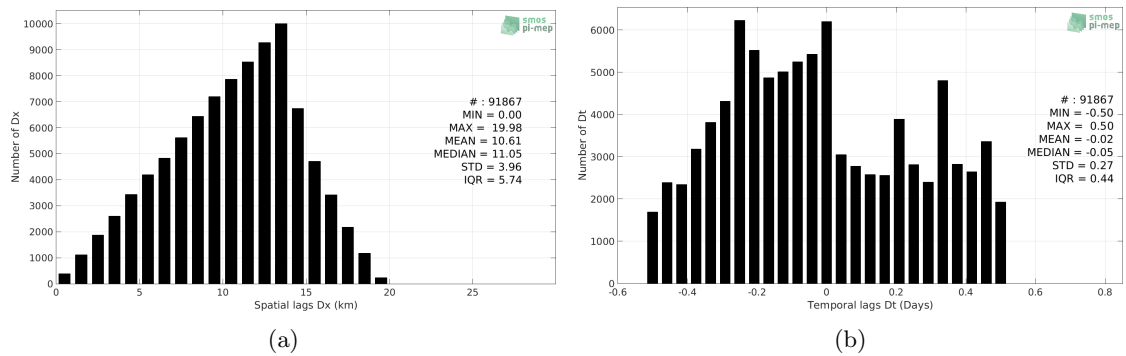 10000
9000
8000
7000
6000
5000
4000
3000
2000
1000
0
Number of Dx
smos
pi-mep
# : 91867
MIN = 0.00
MAX = 19.98
MEAN = 10.61
MEDIAN = 11.05
STD = 3.96
IQR = 5.74
0 5 10 15 20 25
Spatial lags Dx (km)
(a)
6000
5000
4000
3000
2000
1000
0
Number of Dt
smos
pi-mep
# : 91867
MIN = -0.50
MAX = 0.50
MEAN = -0.02
MEDIAN = -0.05
STD = 0.27
IQR = 0.44
-0.6 -0.4 -0.2 0 0.2 0.4 0.6 0.8
Temporal lags Dt (Days)
(b)